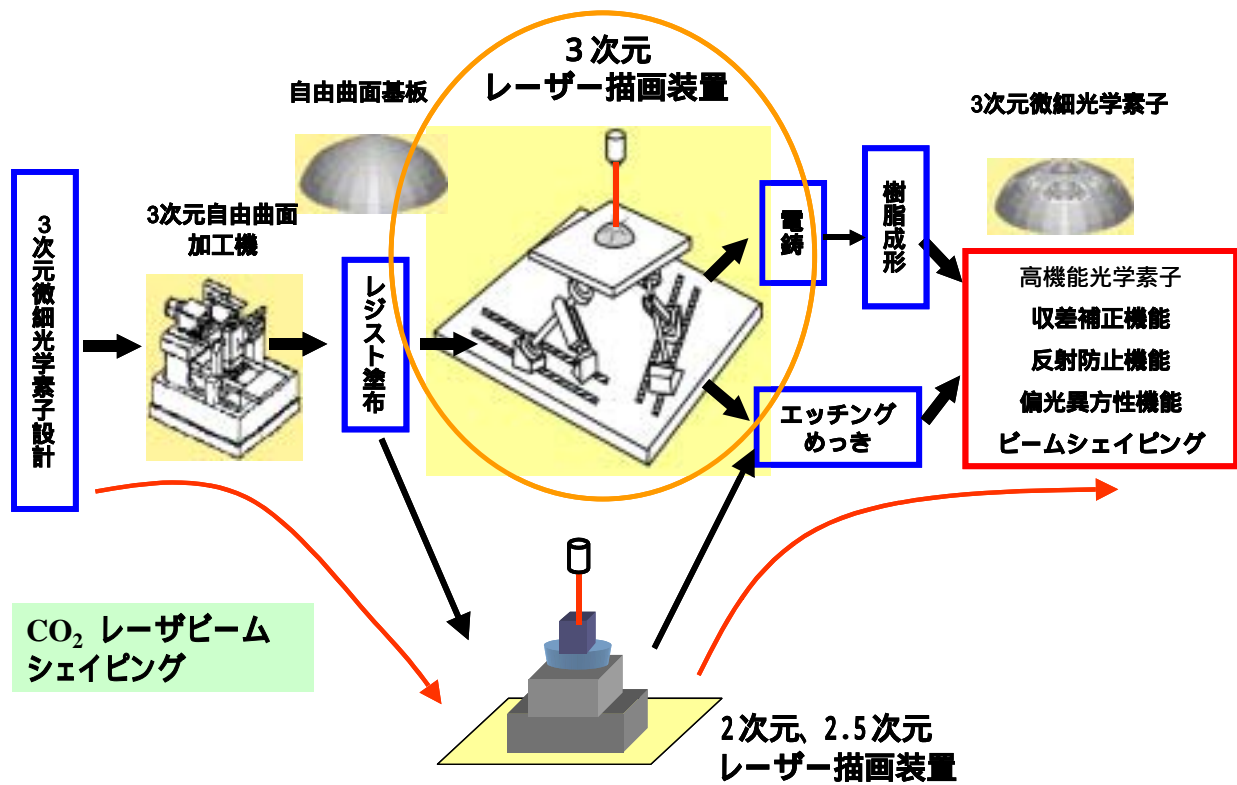 3次元
レーザー描画装置
自由曲面基板
3次元微細光学素子
3次元微細光学素子設計
3次元自由曲面
加工機
レジスト塗布
電鋳
樹脂成形
エッチング
めっき
高機能光学素子
収差補正機能
反射防止機能
偏光異方性機能
ビームシェイピング
CO₂ レーザビーム
シェイピング
2次元、2.5次元
レーザー描画装置